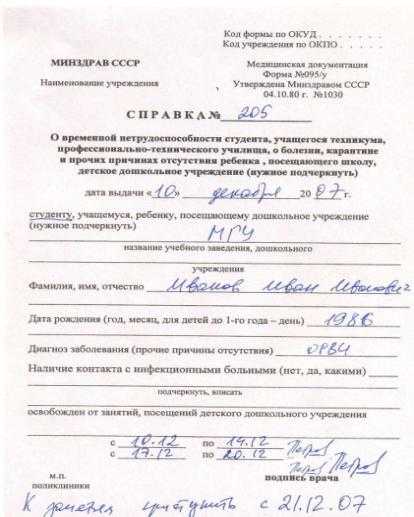 Код формы по ОКУД . . . . . . .
Код учреждения по ОКПО . . . . .
МИНЗДРАВ СССР
Наименование учреждения
Медицинская документация
Форма №095/у
Утверждена Минздравом СССР
04.10.80 г. №1030
СПРАВКА № 205
О временной нетрудоспособности студента, учащегося техникума,
профессионально-технического училища, о болезни, карантине
и прочих причинах отсутствия ребенка , посещающего школу,
детское дошкольное учреждение (нужное подчеркнуть)
дата выдачи «10» декабря 2007 г.
студенту, учащемуся, ребенку, посещающему дошкольное учреждение
(нужное подчеркнуть) МГУ
название учебного заведения, дошкольного
учреждения
Фамилия, имя, отчество Иванов Иван Иванович
Дата рождения (год, месяц, для детей до 1-го года – день) 1986
Диагноз заболевания (прочие причины отсутствия) ОРВИ
Наличие контакта с инфекционными больными (нет, да, какими)
подчеркнуть, вписать
освобожден от занятий, посещений детского дошкольного учреждения
с 10.12 по 14.12 Петров
с 17.12 по 20.12 Петров
Петров
м.п.
поликлиники
подпись врача
К занятиям приступить с 21.12.07